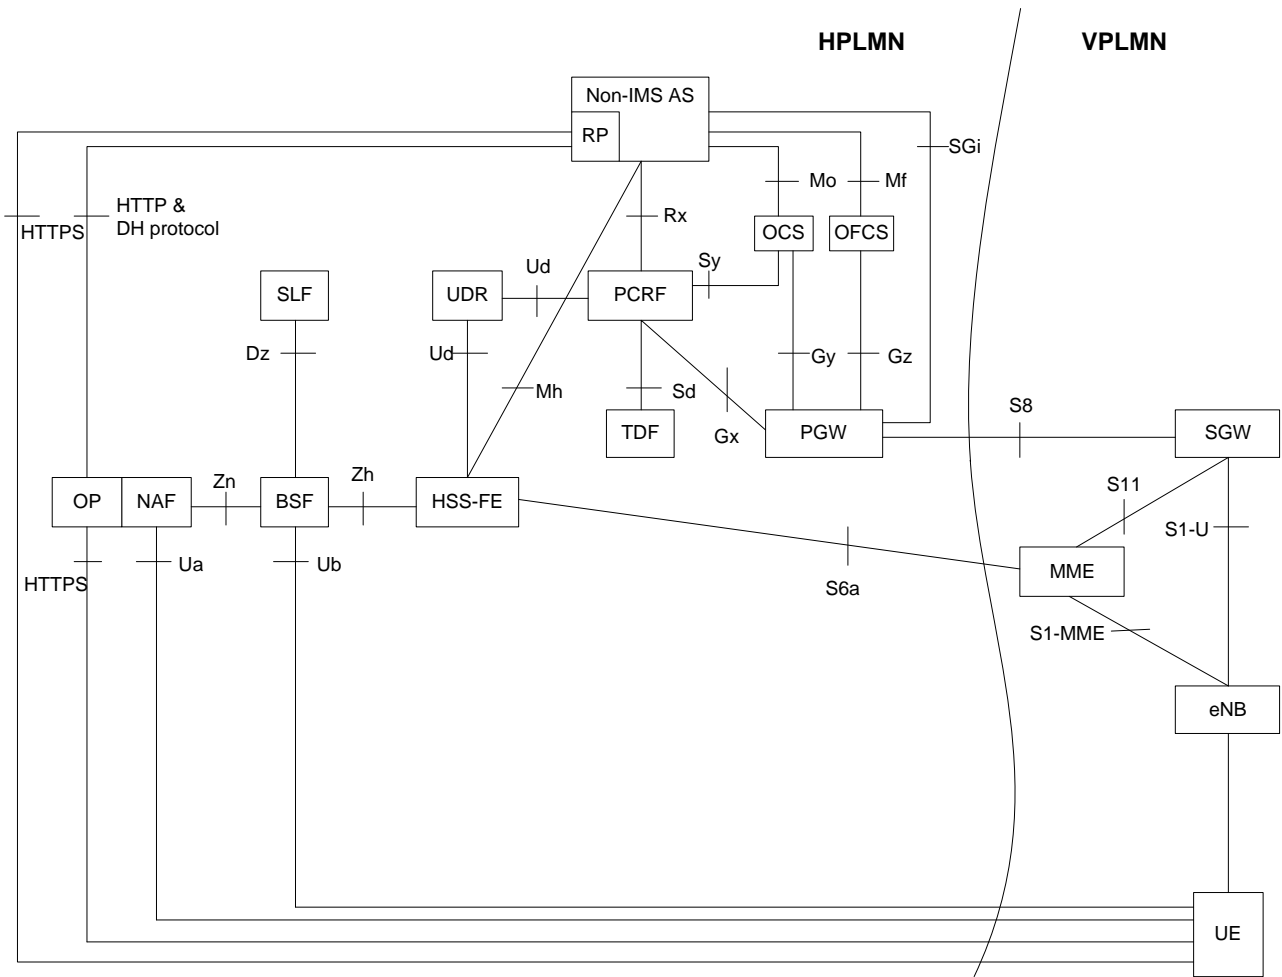 HPLMN
VPLMN
Non-IMS AS
RP
SGi
Mo
Mf
HTTP &
DH protocol
HTTPS
Rx
OCS
OFCS
Ud
Sy
SLF
UDR
PCRF
Dz
Ud
Gy
Gz
Mh
Sd
Gx
S8
TDF
PGW
SGW
Zn
Zh
S11
OP
NAF
BSF
HSS-FE
S1-U
HTTPS
Ua
Ub
S6a
MME
S1-MME
eNB
UE